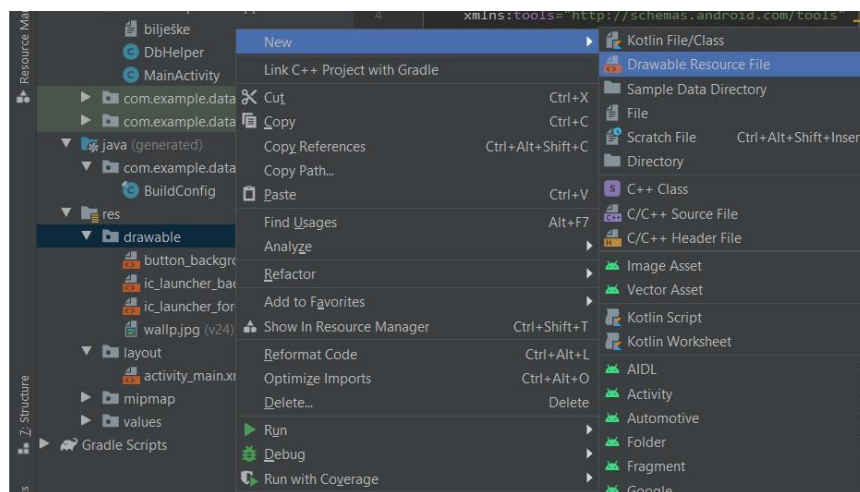 Resource Ma
Z: Structure
4
xmlns:tools="http://schemas.android.com/tools"
bilješke
DbHelper
MainActivity
com.example.data
com.example.data
java (generated)
com.example.data
BuildConfig
res
drawable
button_backgro
ic_launcher_bac
ic_launcher_for
wallp.jpg (v24)
layout
activity_main.xm
mipmap
values
Gradle Scripts
New
Link C++ Project with Gradle
Cut Ctrl+X
Copy Ctrl+C
Copy References Ctrl+Alt+Shift+C
Copy Path...
Paste Ctrl+V
Find Usages Alt+F7
Analyze
Refactor
Add to Favorites
Show In Resource Manager Ctrl+Shift+T
Reformat Code Ctrl+Alt+L
Optimize Imports Ctrl+Alt+O
Delete... Delete
Run
Debug
Run with Coverage
Kotlin File/Class
Drawable Resource File
Sample Data Directory
File
Scratch File Ctrl+Alt+Shift+Inser
Directory
C++ Class
C/C++ Source File
C/C++ Header File
Image Asset
Vector Asset
Kotlin Script
Kotlin Worksheet
AIDL
Activity
Automotive
Folder
Fragment
Google